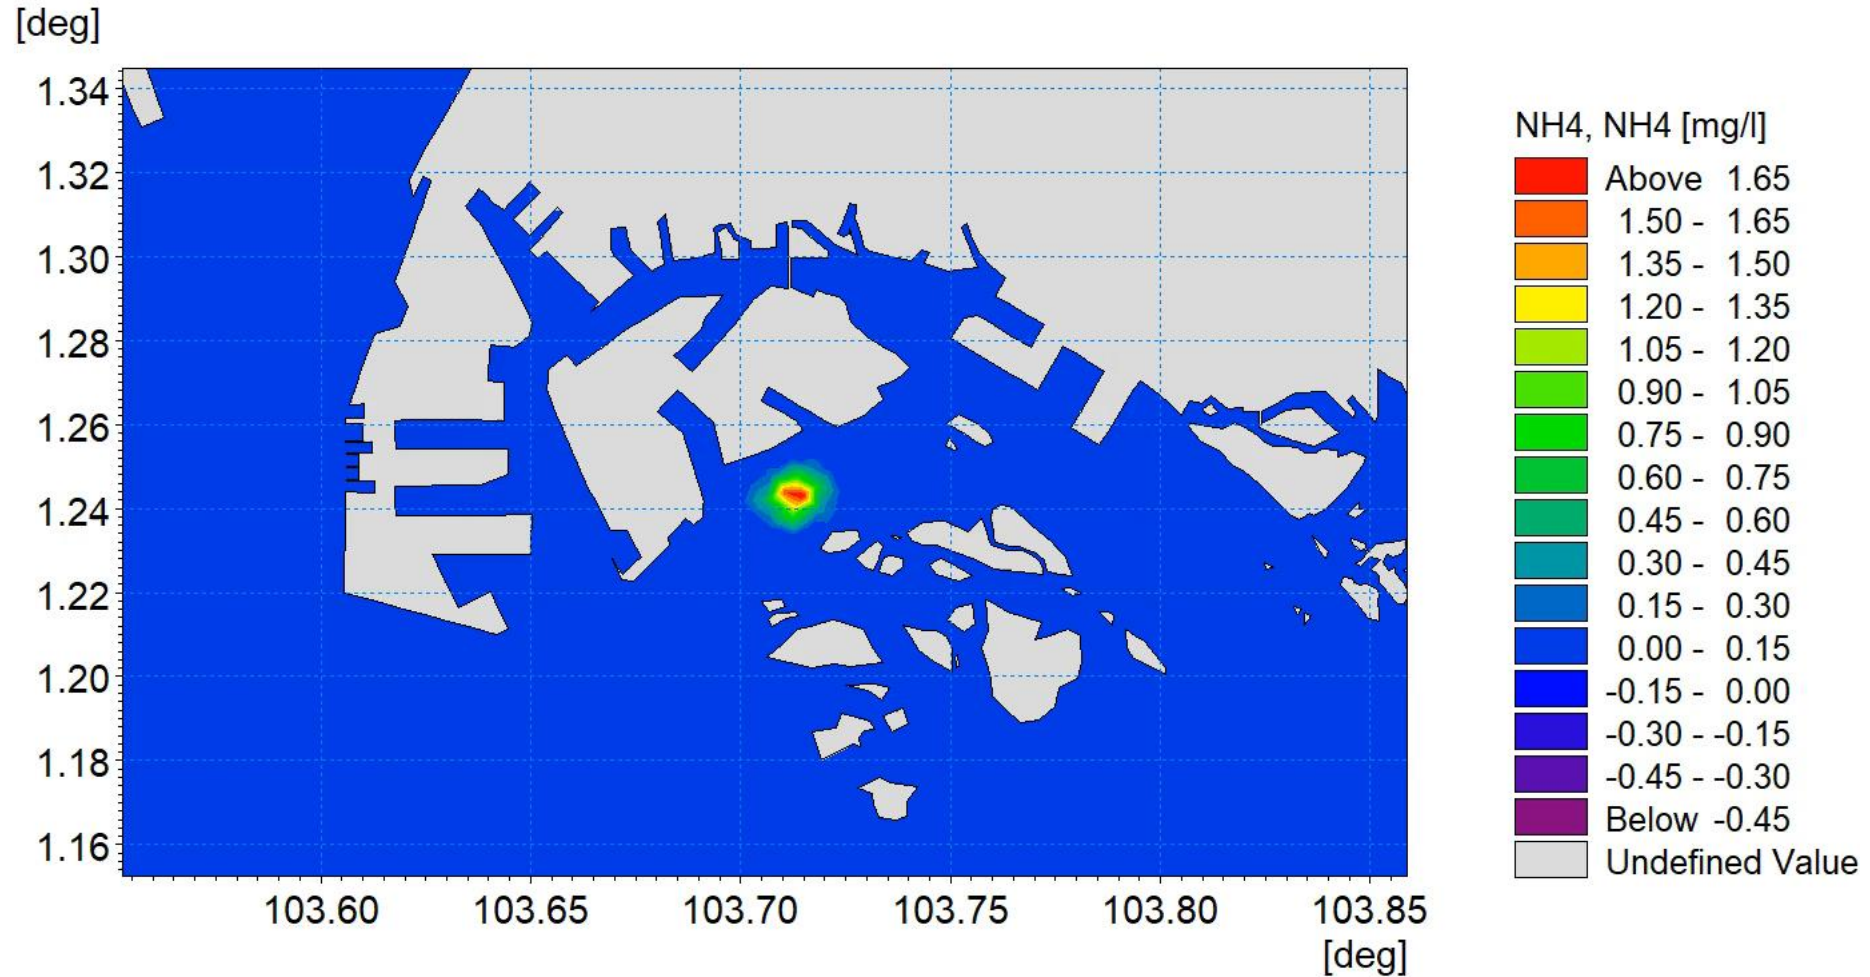 [deg]
1.34
1.32
1.30
1.28
1.26
1.24
1.22
1.20
1.18
1.16
103.60 103.65 103.70 103.75 103.80 103.85
[deg]
NH4, NH4 [mg/l]
Above 1.65
1.50 - 1.65
1.35 - 1.50
1.20 - 1.35
1.05 - 1.20
0.90 - 1.05
0.75 - 0.90
0.60 - 0.75
0.45 - 0.60
0.30 - 0.45
0.15 - 0.30
0.00 - 0.15
-0.15 - 0.00
-0.30 - -0.15
-0.45 - -0.30
Below -0.45
Undefined Value